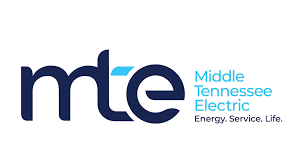 mte
Middle
Tennessee
Electric
Energy. Service. Life.